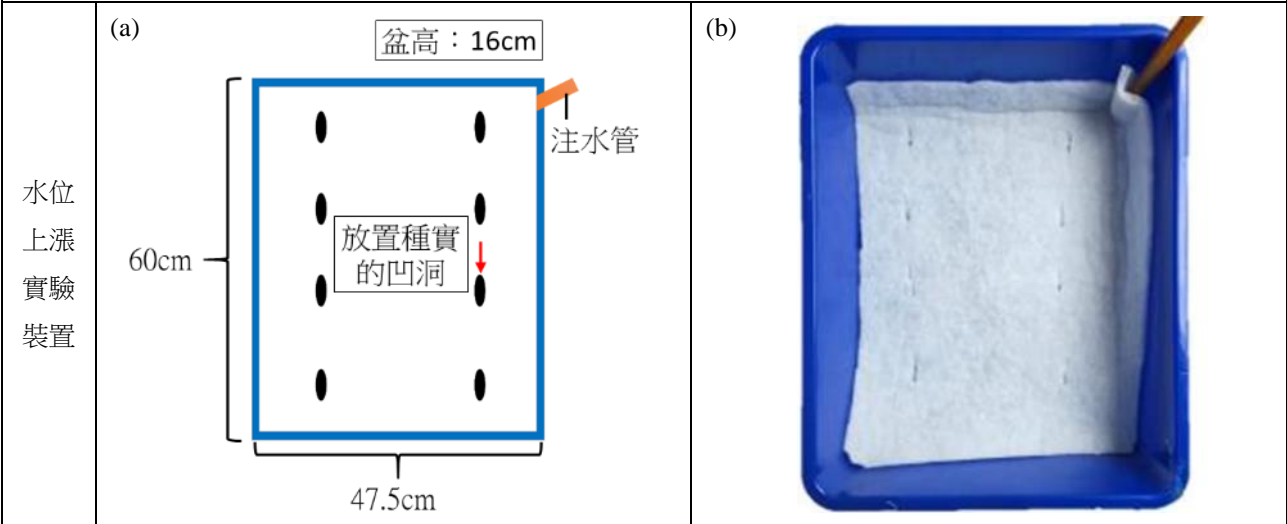 水位
上漲
實驗
裝置
(a)
盆高：16cm
注水管
放置種實
的凹洞
60cm
47.5cm
(b)